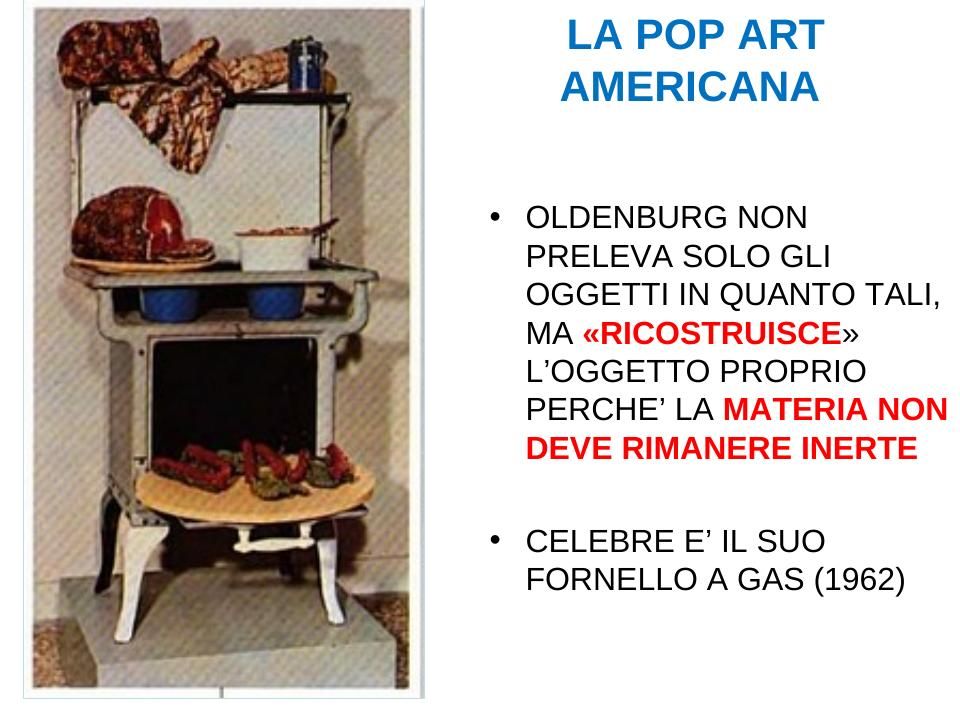 LA POP ART
AMERICANA
• OLDENBURG NON
PRELEVA SOLO GLI
OGGETTI IN QUANTO TALI,
MA «RICOSTRUISCE»
L’OGGETTO PROPRIO
PERCHE’ LA MATERIA NON
DEVE RIMANERE INERTE
• CELEBRE E’ IL SUO
FORNELLO A GAS (1962)